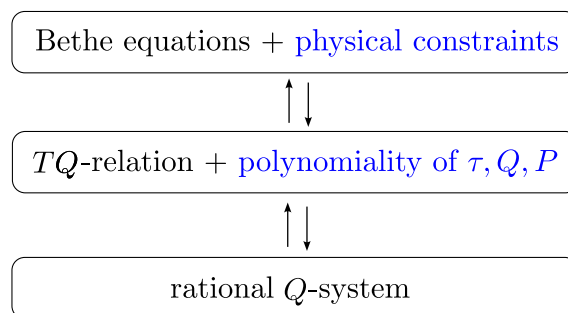 Bethe equations + physical constraints
TQ-relation + polynomiality of τ, Q, P
rational Q-system